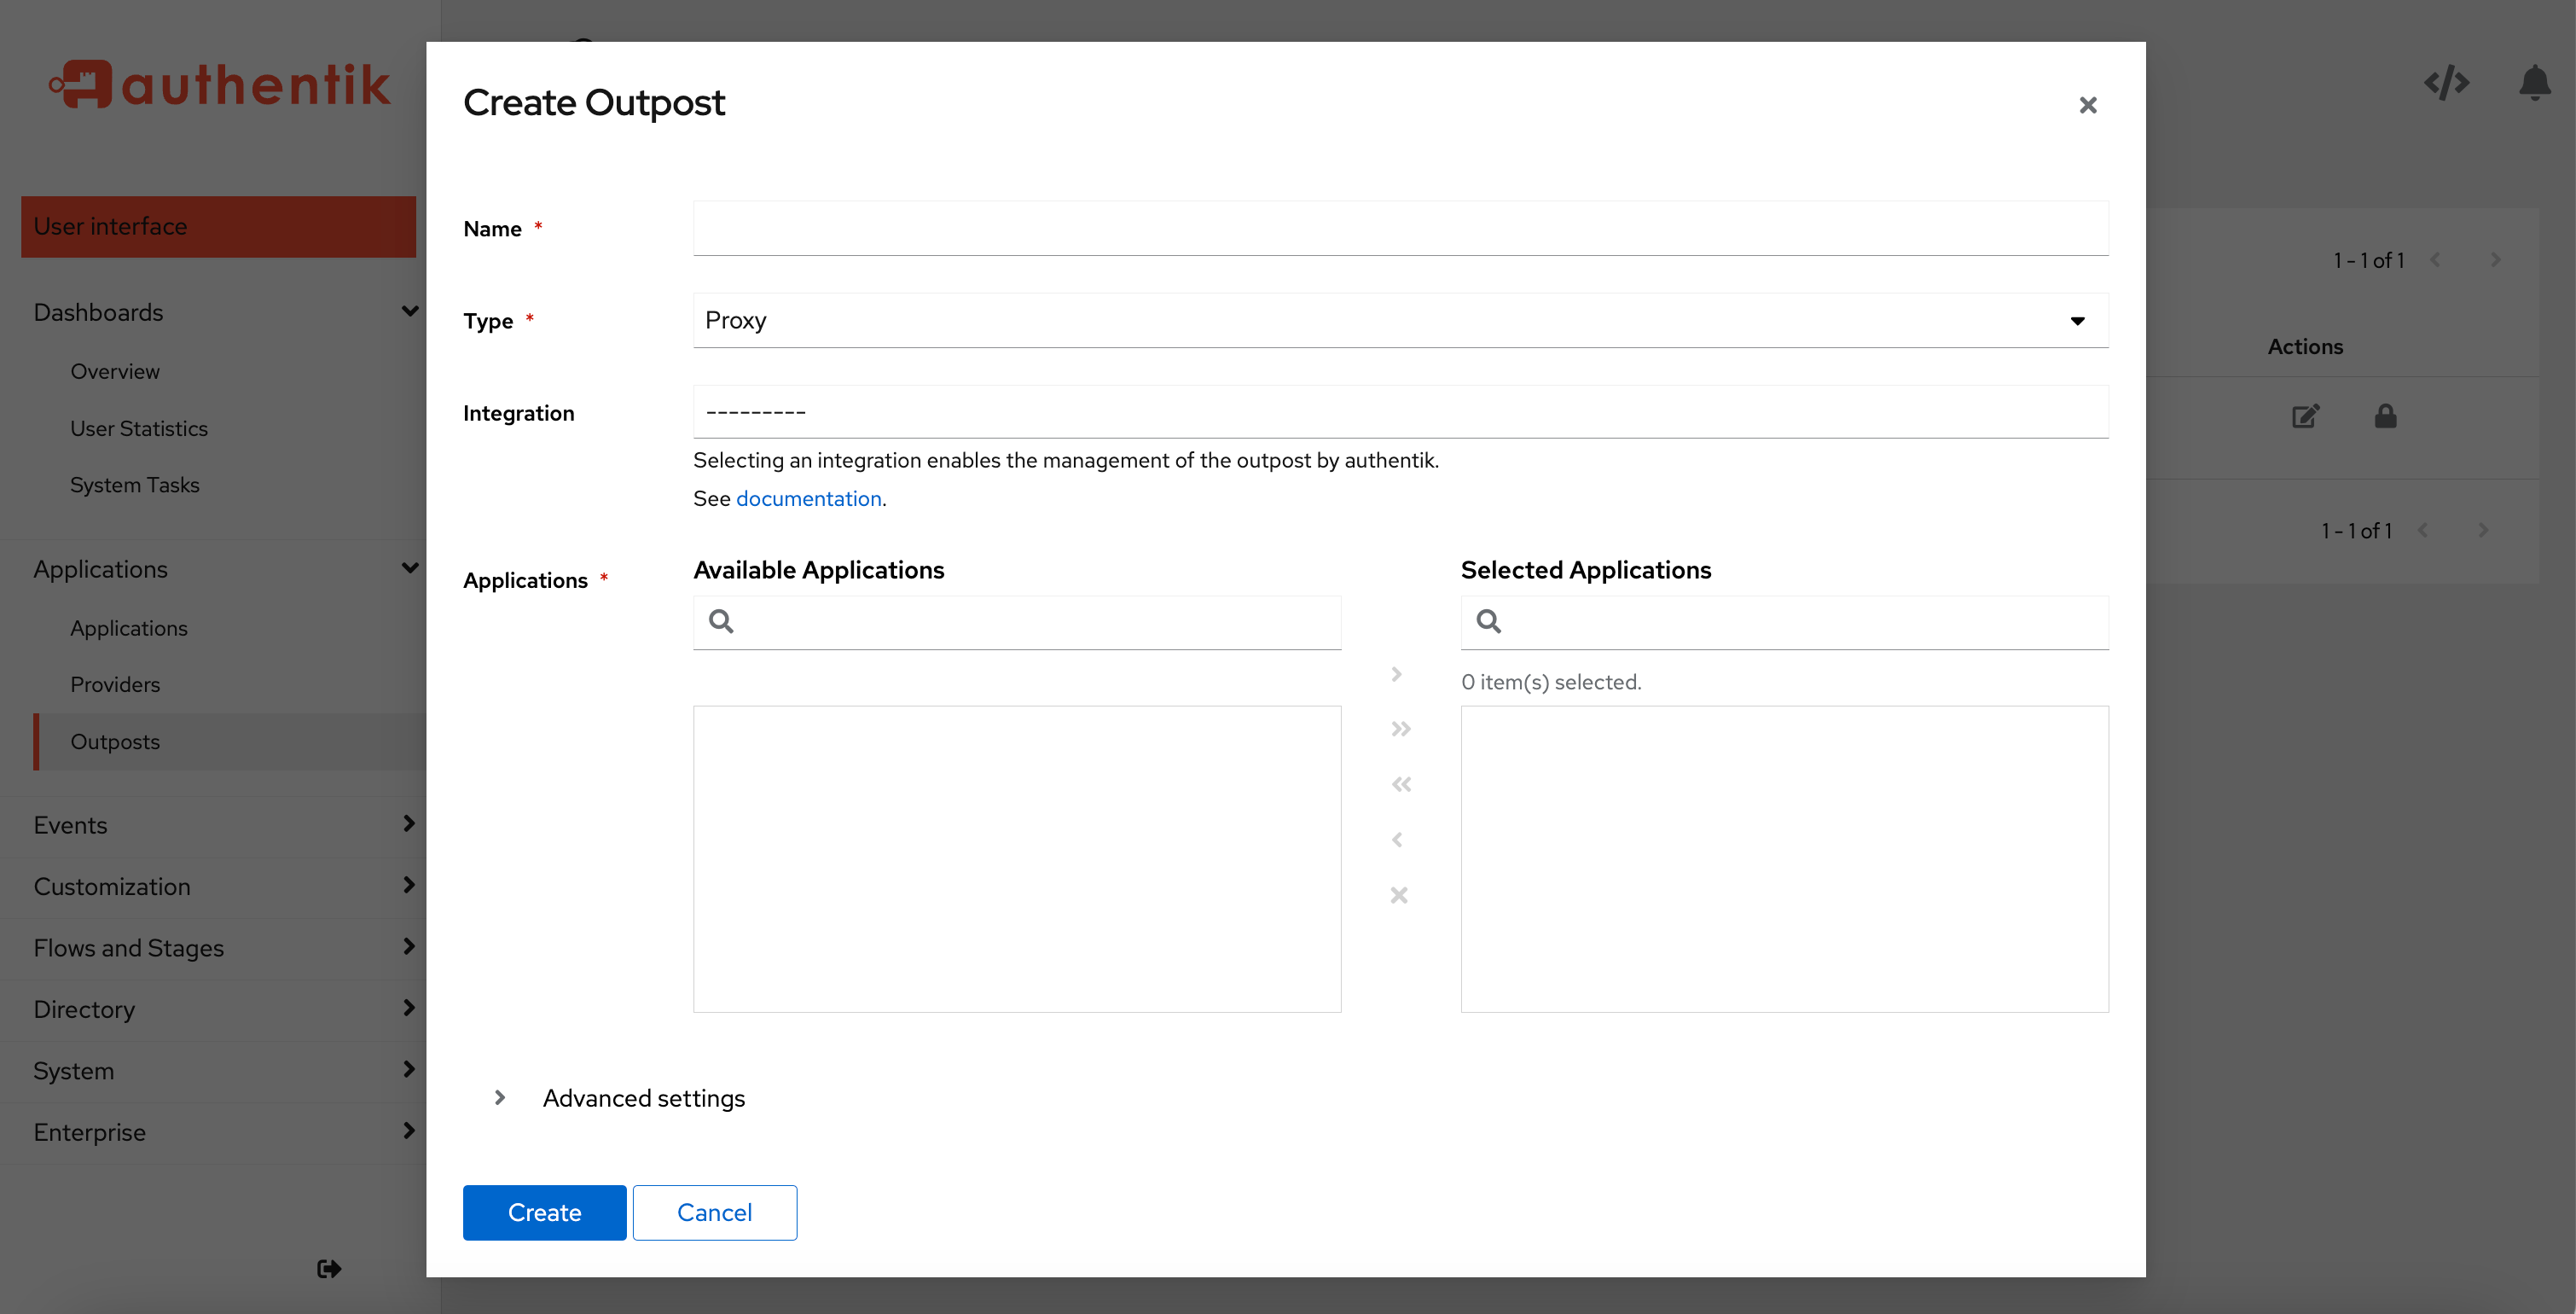 authentik
User interface
Dashboards
Overview
User Statistics
System Tasks
Applications
Applications
Providers
Outposts
Events
Customization
Flows and Stages
Directory
System
Enterprise
Create Outpost
Name *
Type * Proxy
Integration ---------
Selecting an integration enables the management of the outpost by authentik.
See documentation.
Applications *
Available Applications
Selected Applications
0 item(s) selected.
Advanced settings
Create Cancel
1 - 1 of 1
Actions
1 - 1 of 1